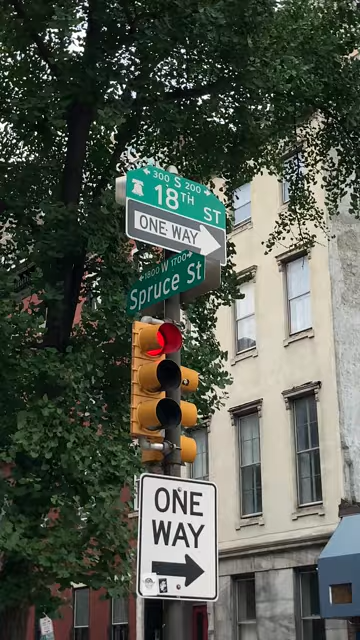 300 S 200
18TH ST
ONE WAY
1800 W 1700
Spruce St
ONE
WAY